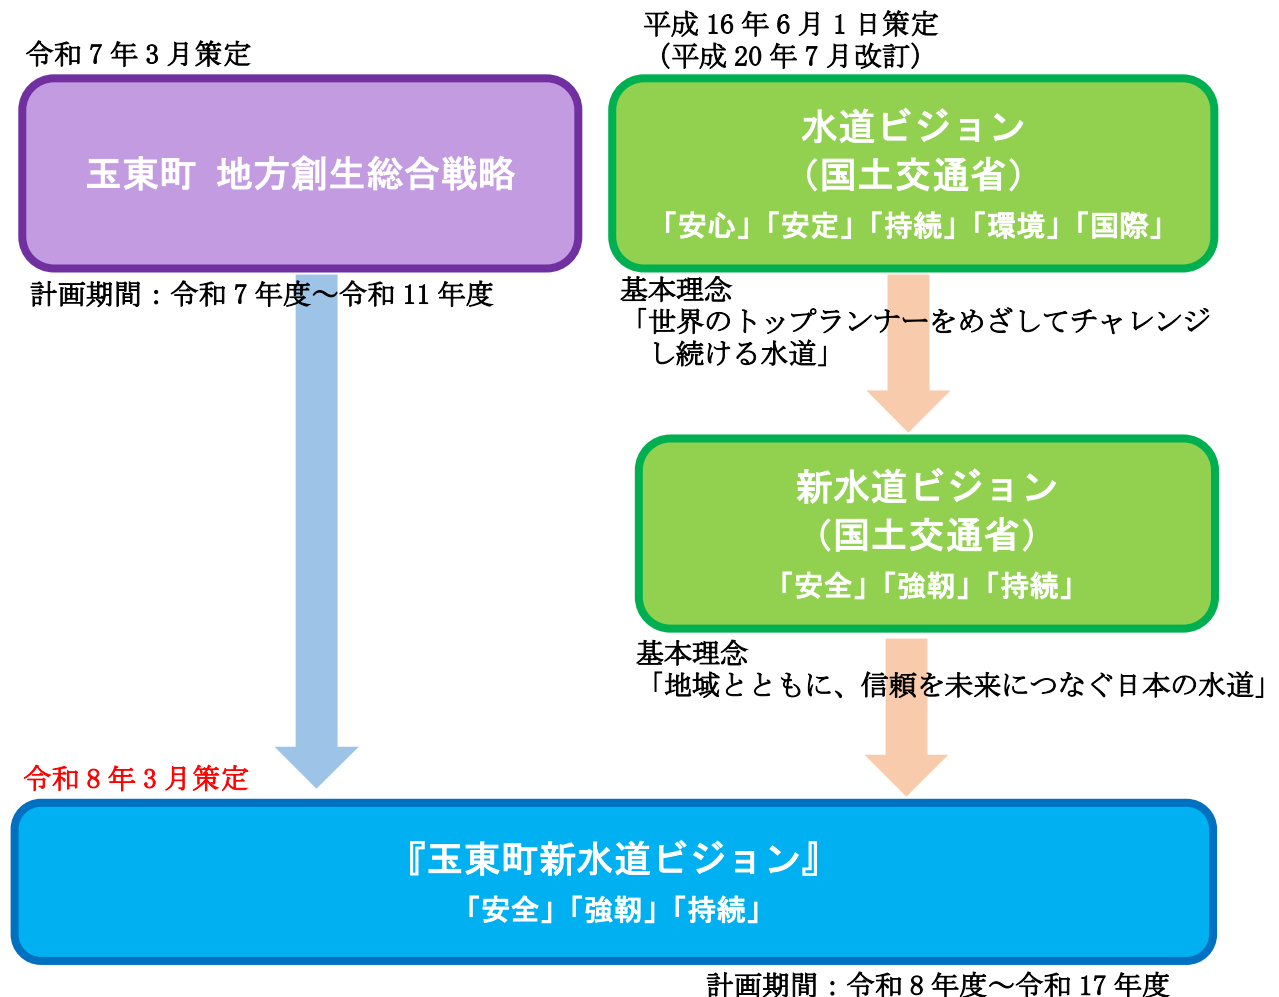 令和 7 年 3 月策定
玉東町 地方創生総合戦略
計画期間：令和 7 年度～令和 11 年度
平成 16 年 6 月 1 日策定
（平成 20 年 7 月改訂）
水道ビジョン
（国土交通省）
「安心」「安定」「持続」「環境」「国際」
基本理念
「世界のトップランナーをめざしてチャレンジ
し続ける水道」
新水道ビジョン
（国土交通省）
「安全」「強靭」「持続」
基本理念
「地域とともに、信頼を未来につなぐ日本の水道」
令和 8 年 3 月策定
『玉東町新水道ビジョン』
「安全」「強靭」「持続」
計画期間：令和 8 年度～令和 17 年度